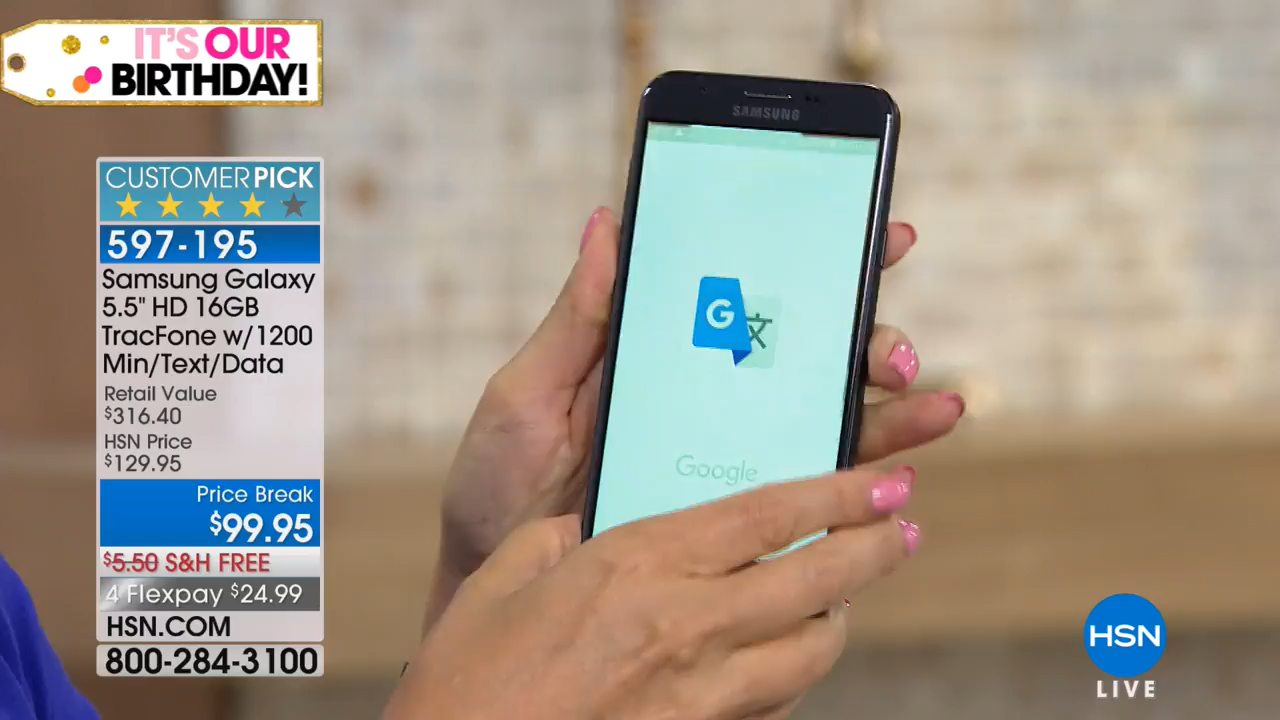 IT'S OUR
BIRTHDAY!
CUSTOMER PICK
597-195
Samsung Galaxy
5.5" HD 16GB
TracFone w/1200
Min/Text/Data
Retail Value
$316.40
HSN Price
$129.95
Price Break
$99.95
$5.50 S&H FREE
4 Flexpay $24.99
HSN.COM
800-284-3100
SAMSUNG
G
文
Google
HSN
LIVE